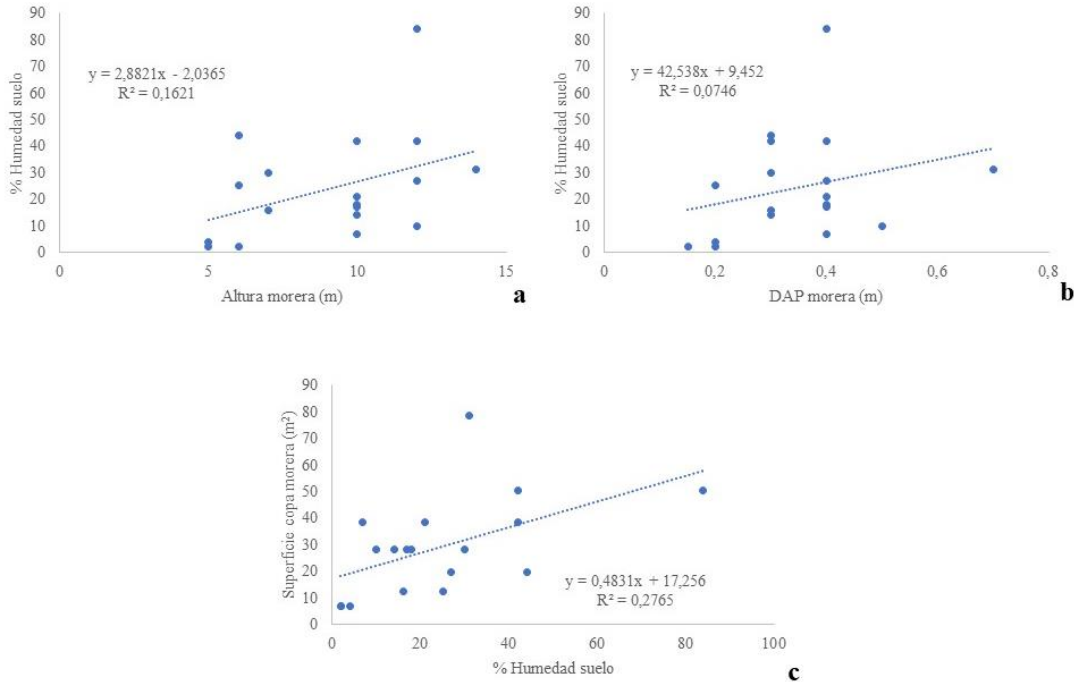 90
80
70
60
50
40
30
20
10
0
% Humedad suelo
y = 2,8821x - 2,0365
R² = 0,1621
0 5 10 15
Altura morera (m)
a
90
80
70
60
50
40
30
20
10
0
% Humedad suelo
y = 42,538x + 9,452
R² = 0,0746
0 0,2 0,4 0,6 0,8
DAP morera (m)
b
90
80
70
60
50
40
30
20
10
0
Superficie copa morera (m²)
y = 0,4831x + 17,256
R² = 0,2765
0 20 40 60 80 100
% Humedad suelo
c